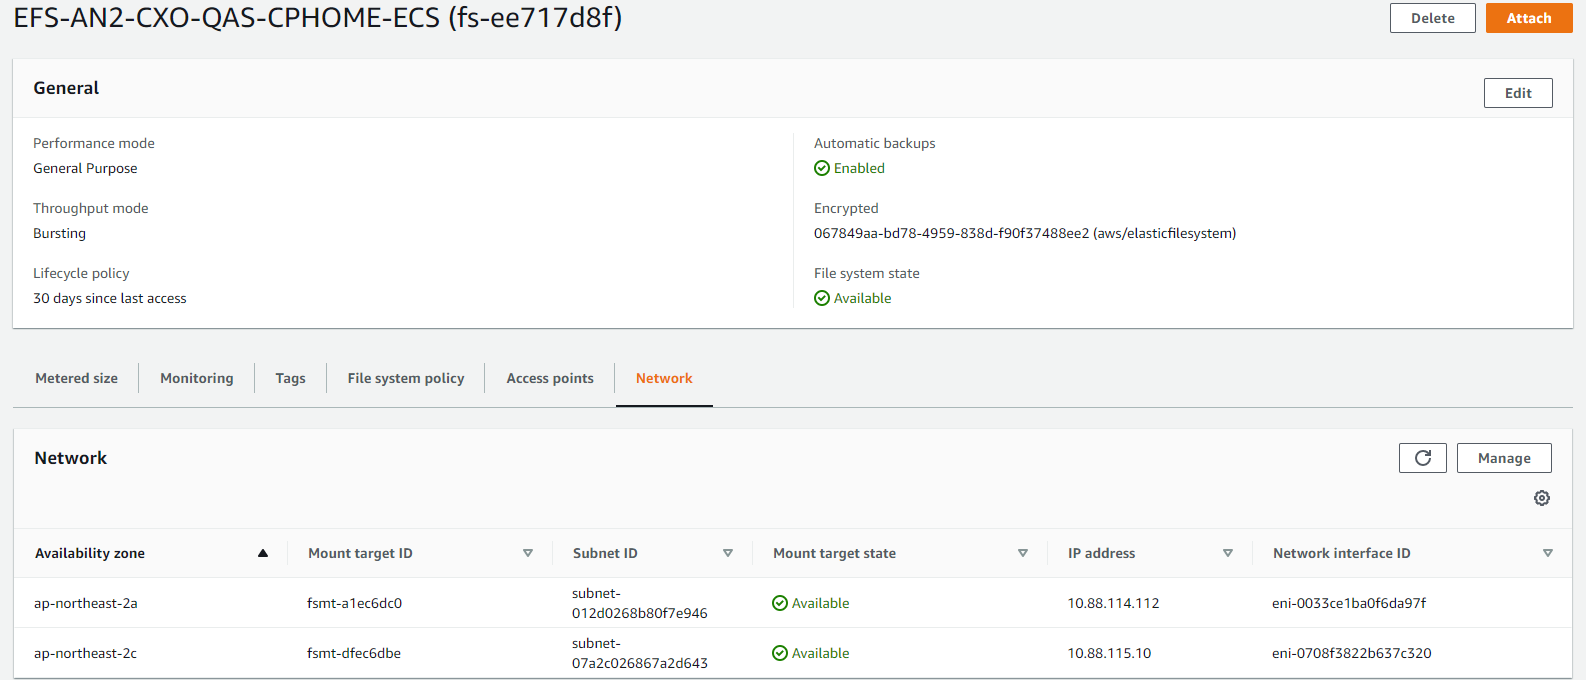 EFS-AN2-CXO-QAS-CPHOME-ECS (fs-ee717d8f)
Delete
Attach
General
Edit
Performance mode
General Purpose
Throughput mode
Bursting
Lifecycle policy
30 days since last access
Automatic backups
Enabled
Encrypted
067849aa-bd78-4959-838d-f90f37488ee2 (aws/elasticfilesystem)
File system state
Available
Metered size
Monitoring
Tags
File system policy
Access points
Network
Network
Manage
Availability zone
Mount target ID
Subnet ID
Mount target state
IP address
Network interface ID
ap-northeast-2a
fsmt-a1ec6dc0
subnet-
012d0268b80f7e946
Available
10.88.114.112
eni-0033ce1ba0f6da97f
ap-northeast-2c
fsmt-dfec6dbe
subnet-
07a2c026867a2d643
Available
10.88.115.10
eni-0708f3822b637c320